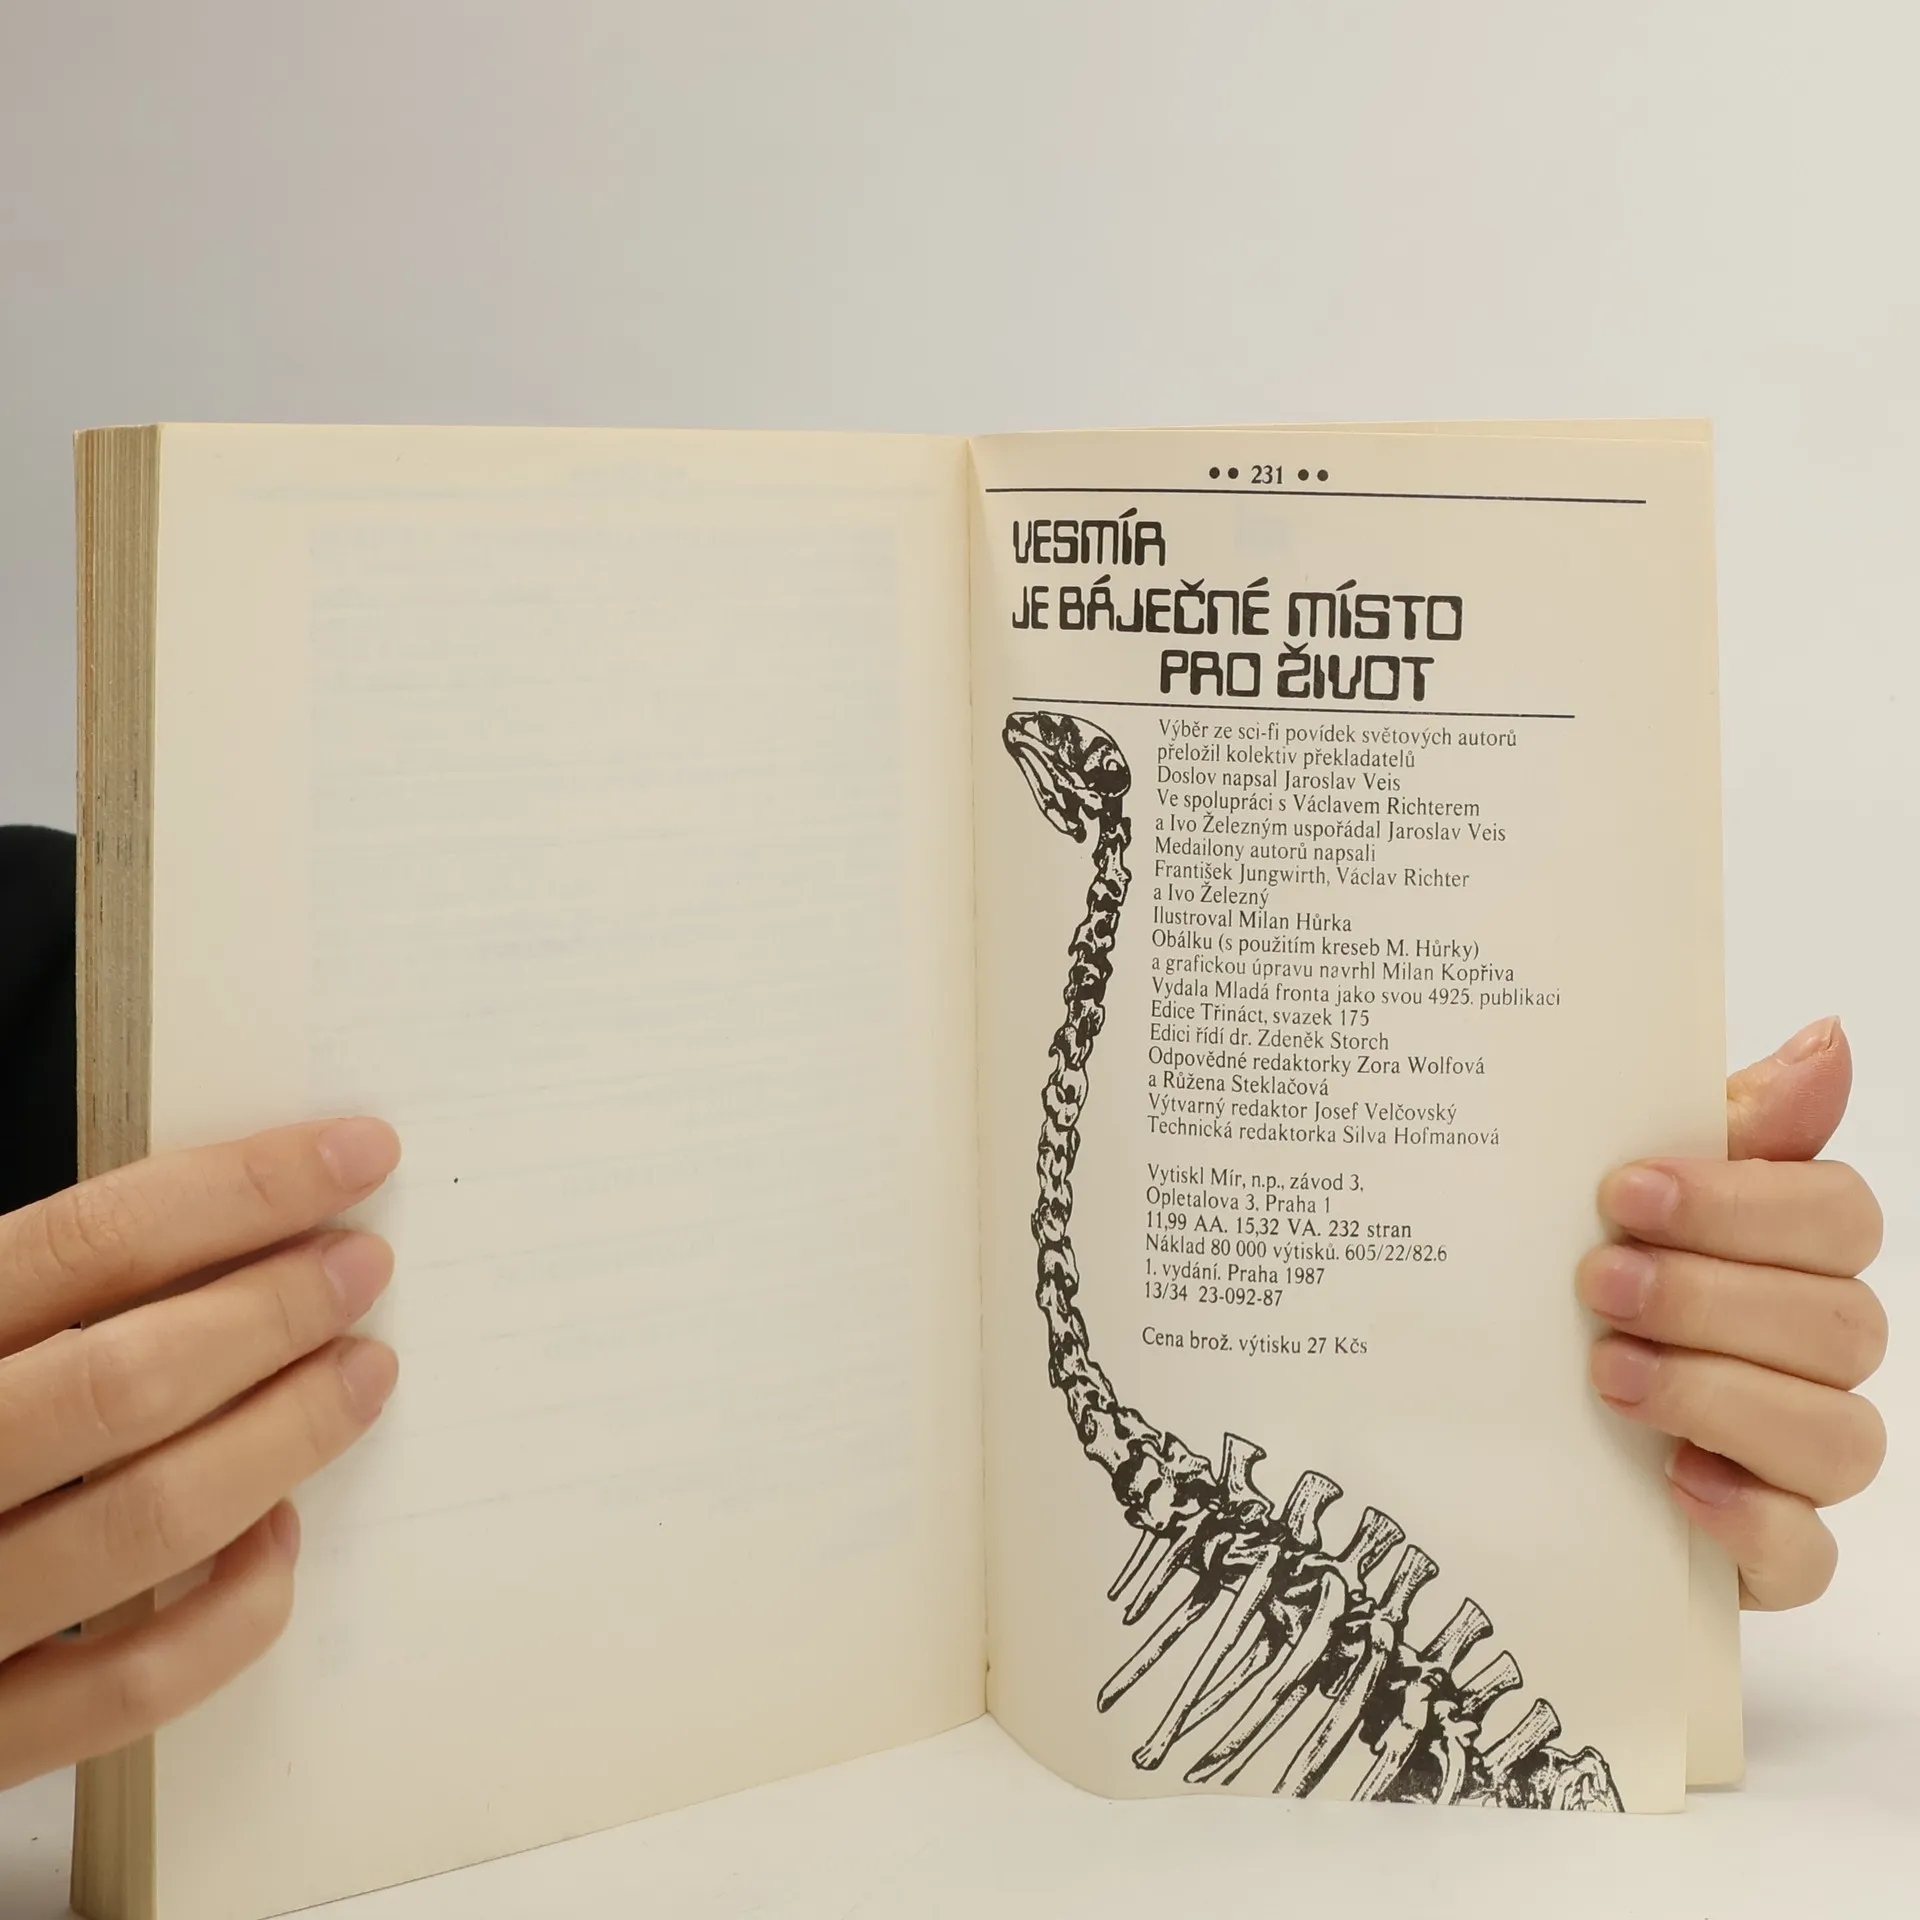 •• 231 ••
VESMÍR
JE BÁJEČNÉ MÍSTO
PRO ŽIVOT
Výběr ze sci-fi povídek světových autorů
přeložil kolektiv překladatelů
Doslov napsal Jaroslav Veis
Ve spolupráci s Václavem Richterem
a Ivo Železným uspořádal Jaroslav Veis
Medailony autorů napsali
František Jungwirth, Václav Richter
a Ivo Železný
Ilustroval Milan Hůrka
Obálku (s použitím kreseb M. Hůrky)
a grafickou úpravu navrhl Milan Kopřiva
Vydala Mladá fronta jako svou 4925. publikaci
Edice Třináct, svazek 175
Edici řídí dr. Zdeněk Storch
Odpovědné redaktorky Zora Wolfová
a Růžena Steklačová
Výtvarný redaktor Josef Velčovský
Technická redaktorka Silva Hofmanová
Vytiskl Mír, n.p., závod 3,
Opletalova 3, Praha 1
11,99 AA. 15,32 VA. 232 stran
Náklad 80 000 výtisků. 605/22/82.6
1. vydání. Praha 1987
13/34 23-092-87
Cena brož. výtisku 27 Kčs